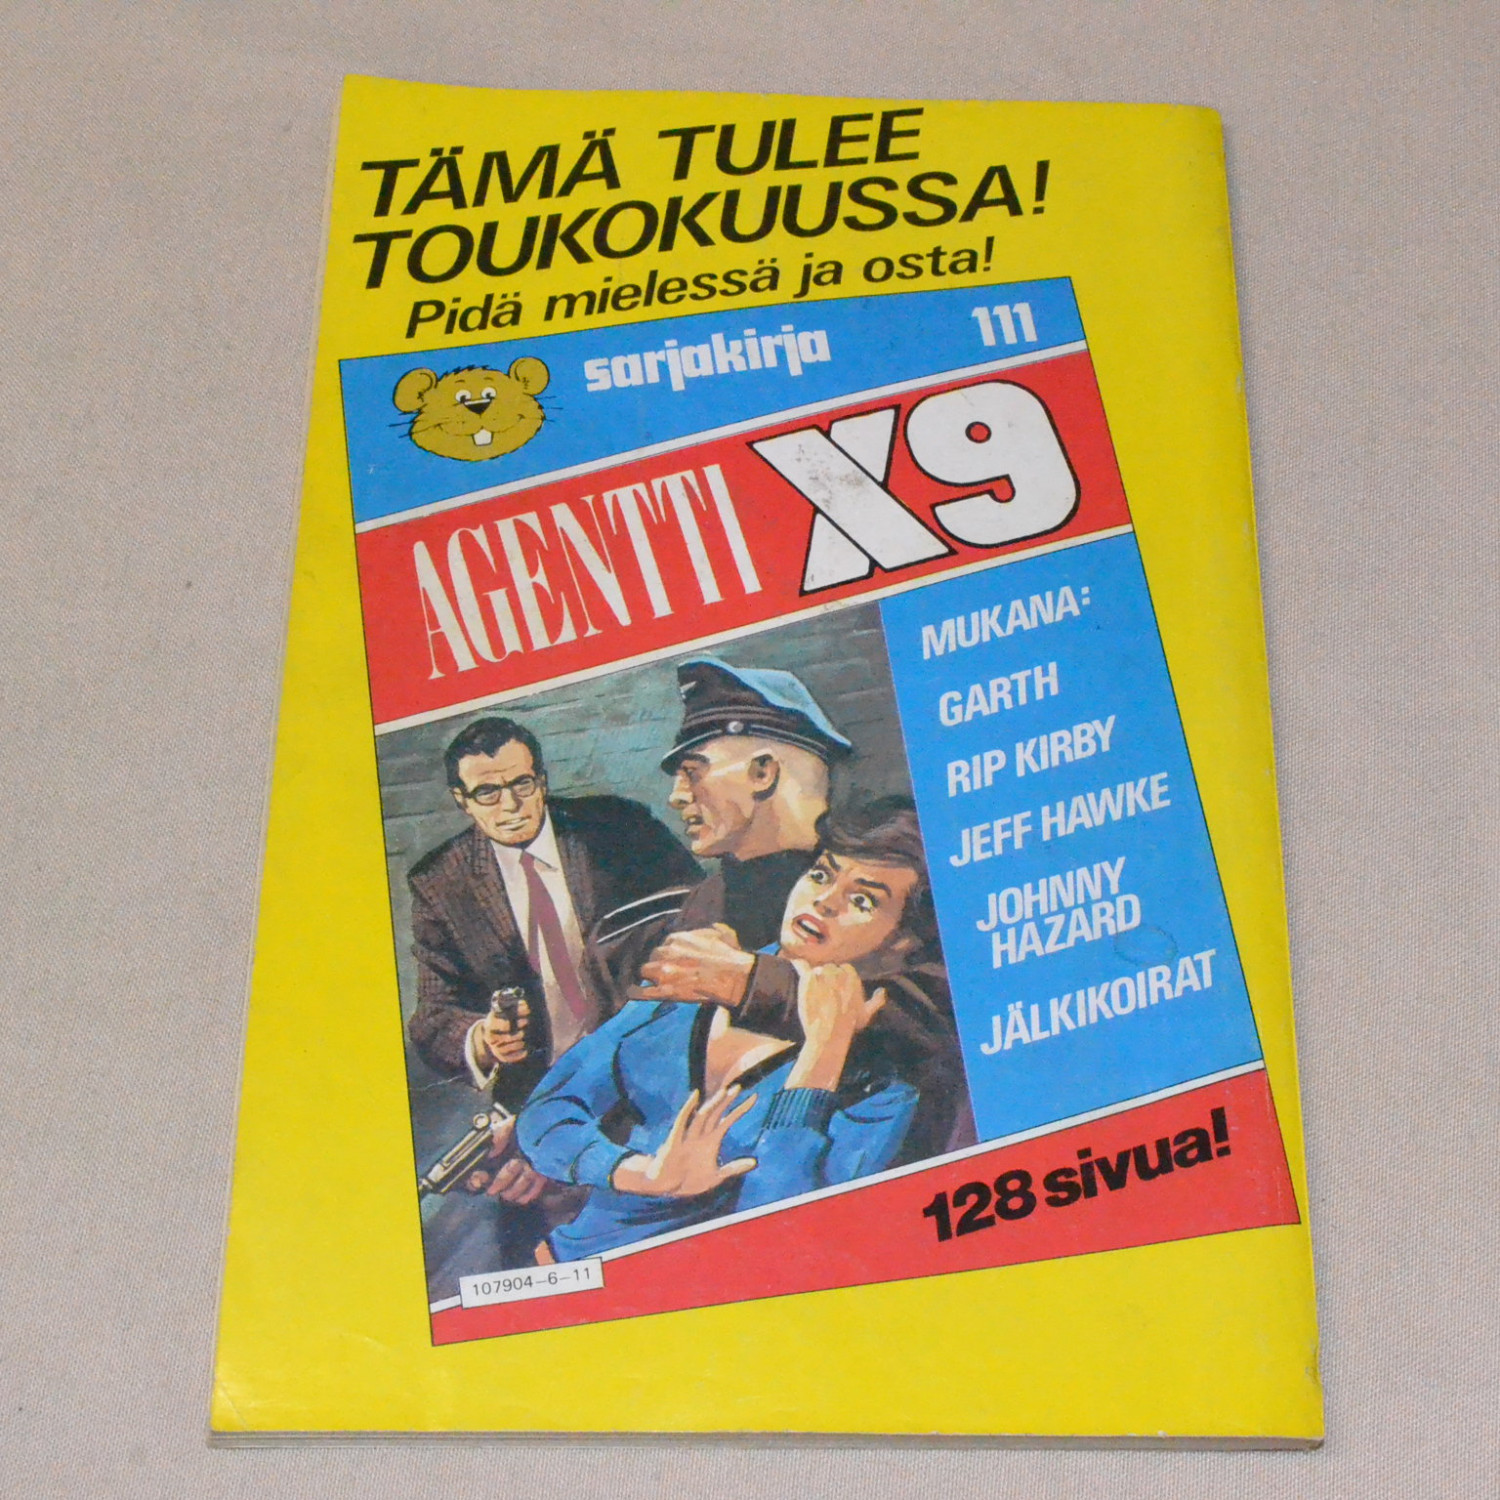 TÄMÄ TULEE
TOUKOKUUSSA!
Pidä mielessä ja osta!
sarjakirja 111
AGENTTI X9
MUKANA:
GARTH
RIP KIRBY
JEFF HAWKE
JOHNNY
HAZARD
JÄLKIKOIRAT
128 sivua!
107904-6-11